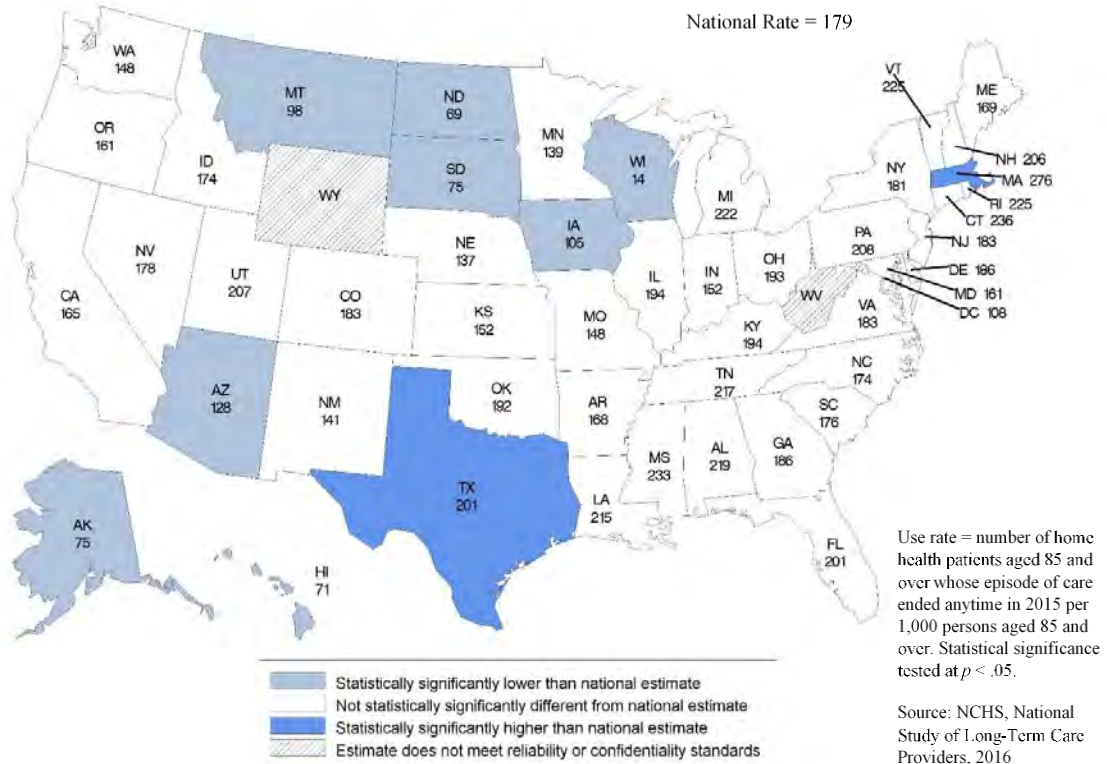 National Rate = 179
WA
148
MT
98
ND
69
MN
139
VT
225
ME
169
OR
161
ID
174
WY
SD
75
WI
14
MI
222
NY
181
NH 206
MA 276
RI 225
CT 236
NJ 183
DE 186
MD 161
DC 108
NV
178
UT
207
CO
183
NE
137
IA
105
IL
194
IN
152
OH
193
PA
208
WV
VA
183
CA
165
KS
152
MO
148
KY
194
NC
174
AZ
128
NM
141
OK
192
AR
168
TN
217
SC
176
TX
201
LA
215
MS
233
AL
219
GA
186
FL
201
AK
75
HI
71
Use rate = number of home
health patients aged 85 and
over whose episode of care
ended anytime in 2015 per
1,000 persons aged 85 and
over. Statistical significance
tested at p < .05.
Source: NCHS, National
Study of Long-Term Care
Providers, 2016
Statistically significantly lower than national estimate
Not statistically significantly different from national estimate
Statistically significantly higher than national estimate
Estimate does not meet reliability or confidentiality standards